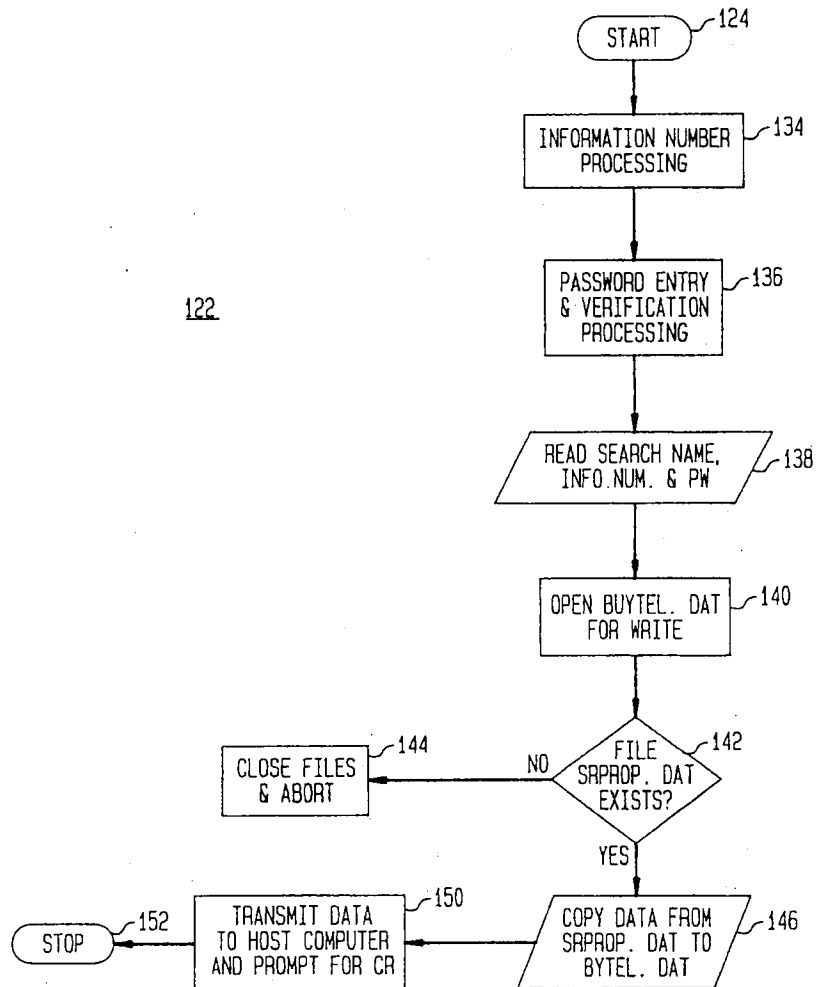 START
124
INFORMATION NUMBER
PROCESSING
134
PASSWORD ENTRY
& VERIFICATION
PROCESSING
136
122
READ SEARCH NAME,
INFO.NUM. & PW
138
OPEN BUYTEL. DAT
FOR WRITE
140
FILE
SRPROP. DAT
EXISTS?
142
NO
CLOSE FILES
& ABORT
144
YES
COPY DATA FROM
SRPROP. DAT TO
BYTEL. DAT
146
TRANSMIT DATA
TO HOST COMPUTER
AND PROMPT FOR CR
150
STOP
152